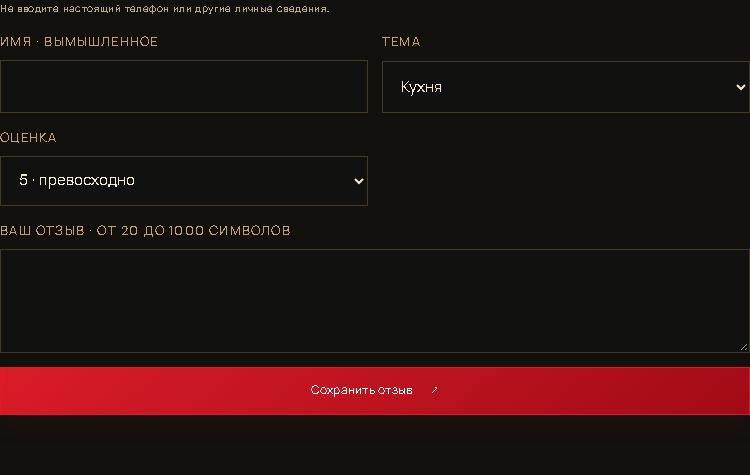 Не вводите настоящий телефон или другие личные сведения.
ИМЯ · ВЫМЫШЛЕННОЕ
ТЕМА
Кухня
ОЦЕНКА
5 · превосходно
ВАШ ОТЗЫВ · ОТ 20 ДО 1000 СИМВОЛОВ
Сохранить отзыв ↗